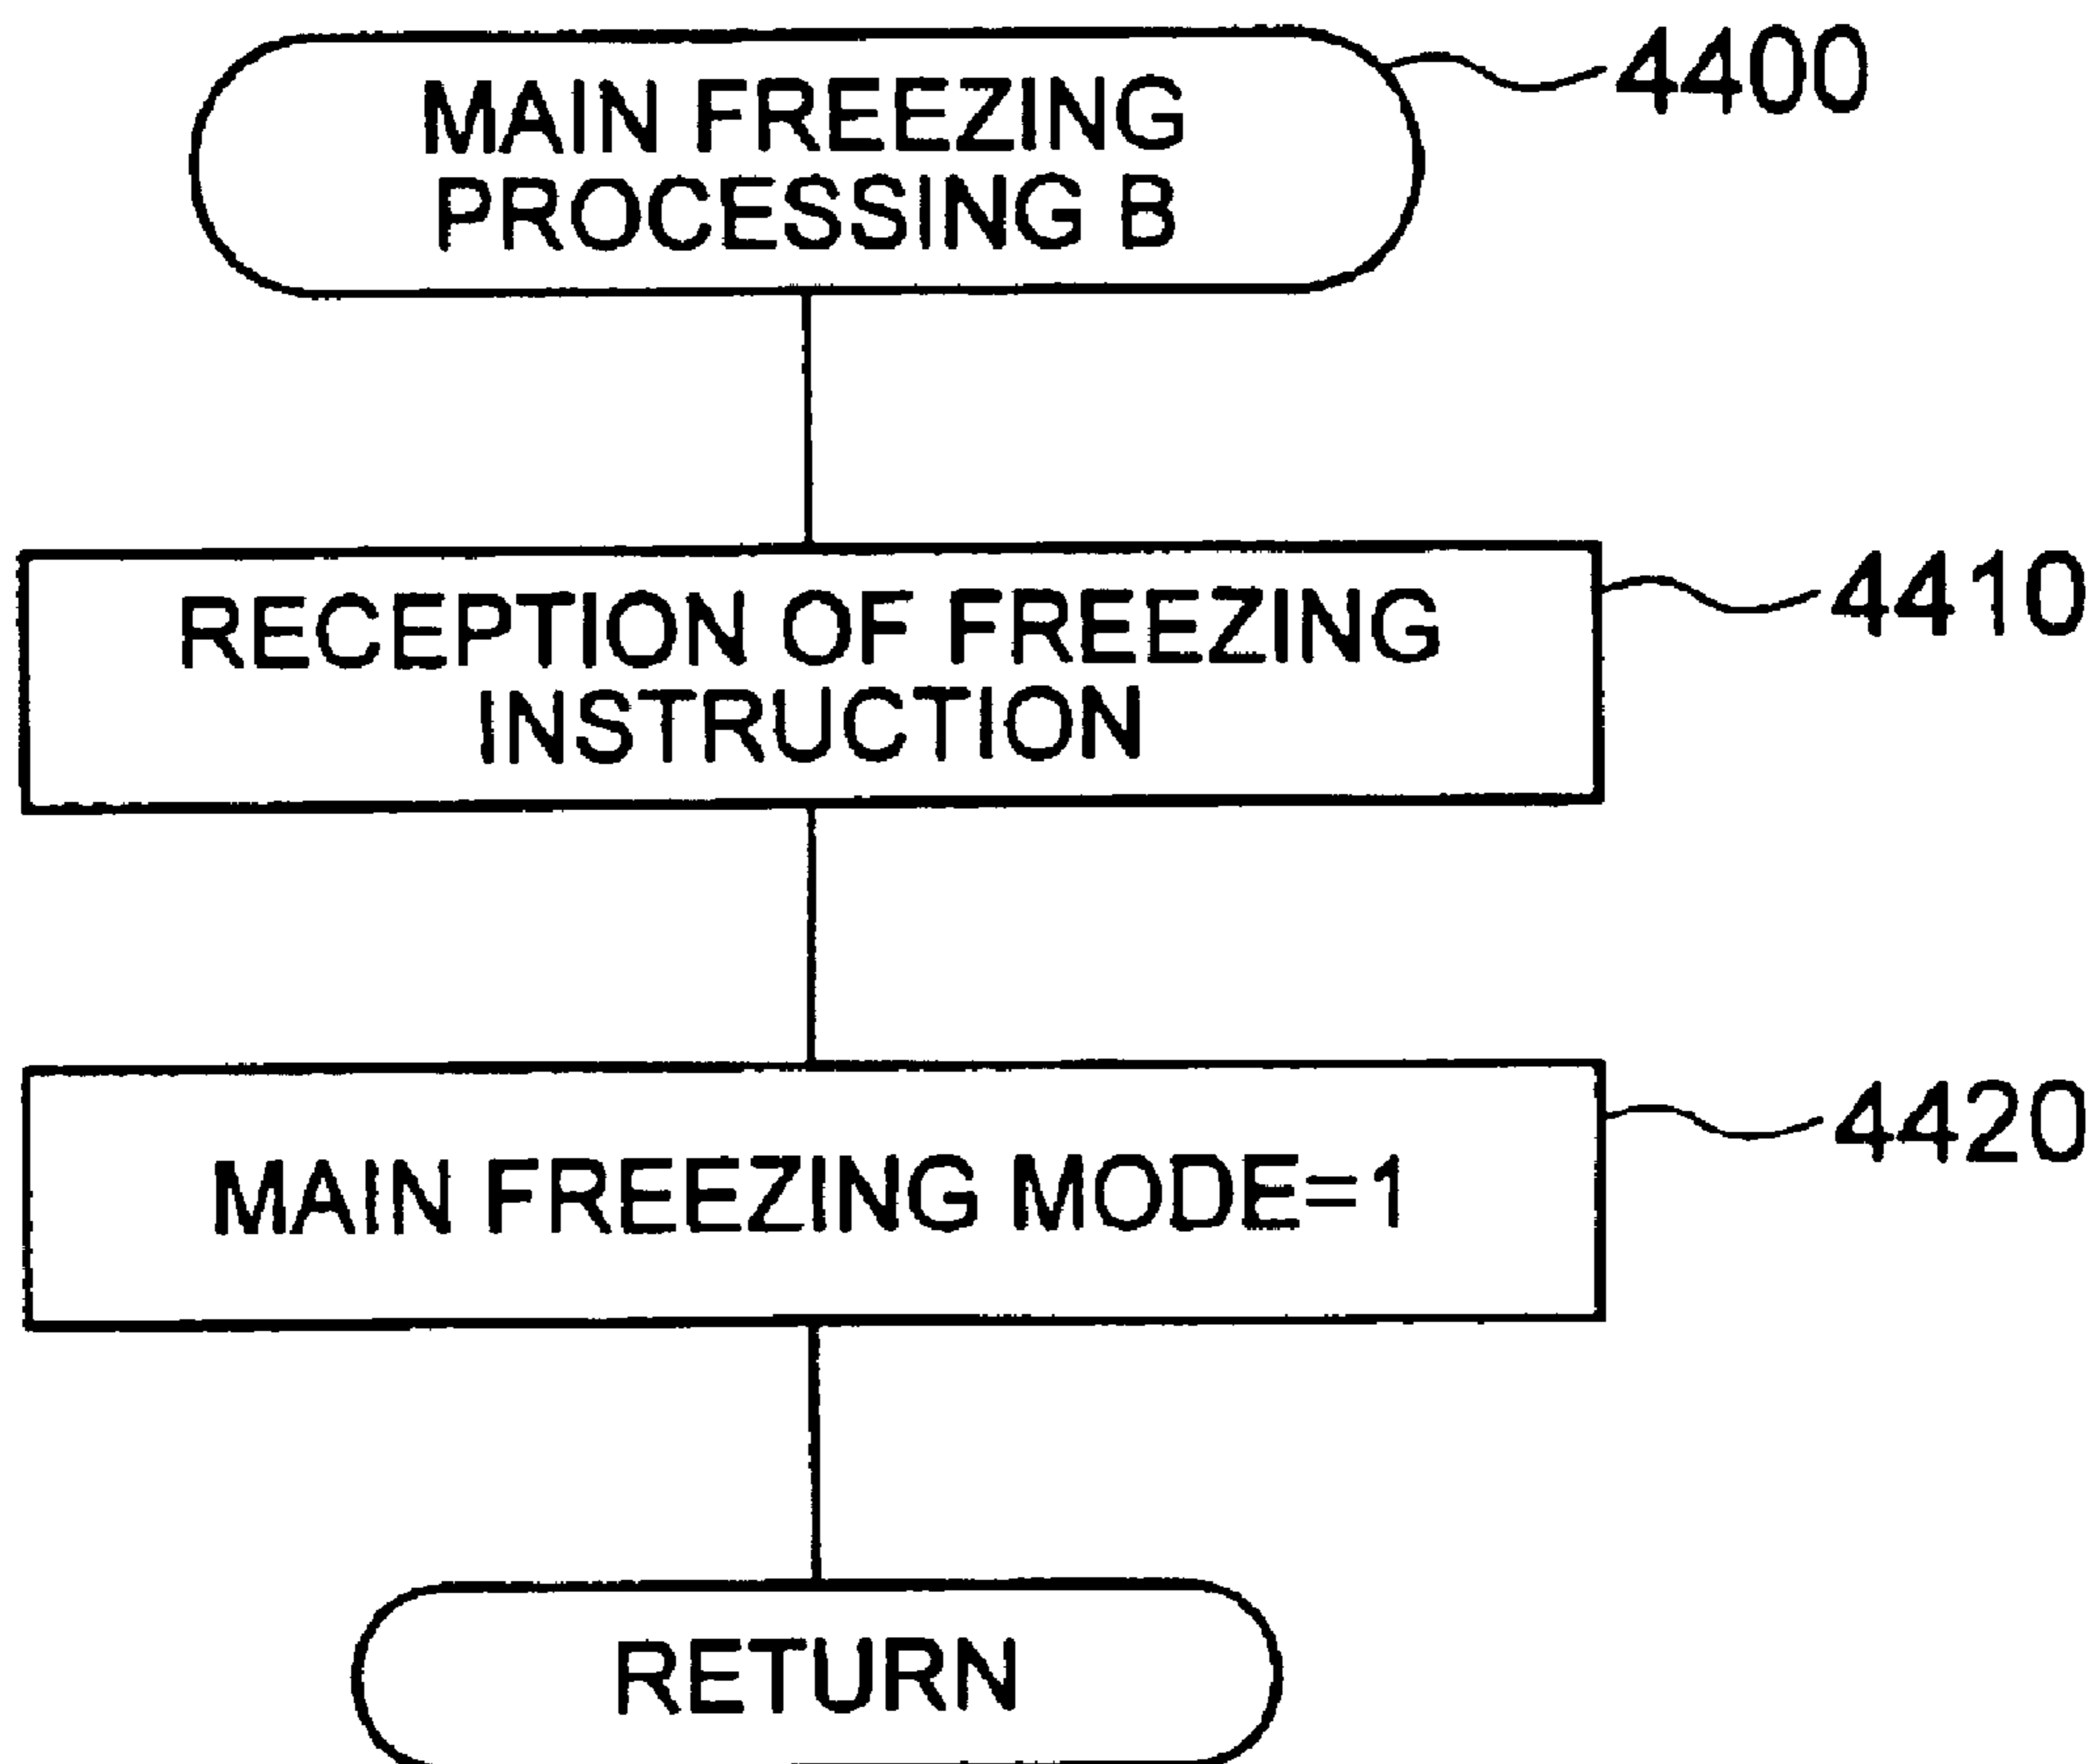 MAIN FREEZING
PROCESSING B
4400
RECEPTION OF FREEZING
INSTRUCTION
4410
MAIN FREEZING MODE=1
4420
RETURN